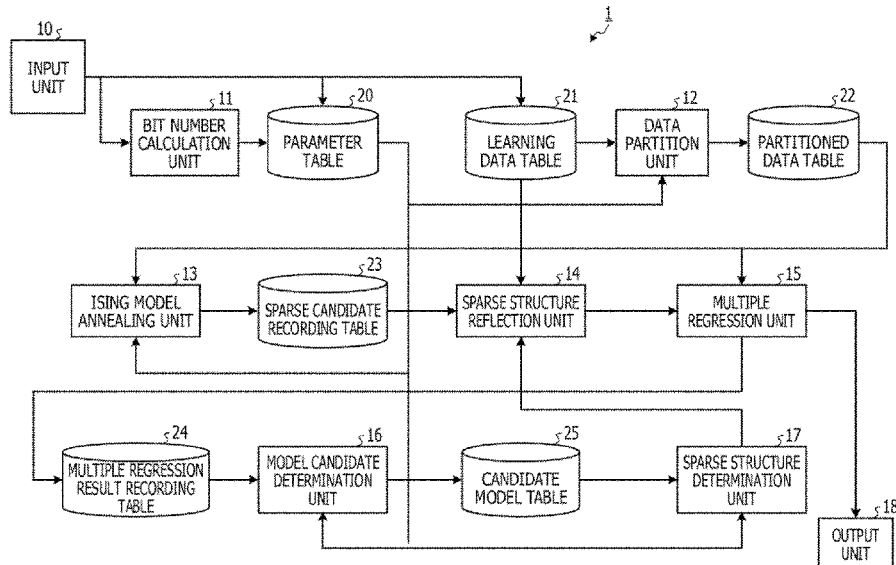 1
10
INPUT
UNIT
11
BIT NUMBER
CALCULATION
UNIT
20
PARAMETER
TABLE
21
LEARNING
DATA TABLE
12
DATA
PARTITION
UNIT
22
PARTITIONED
DATA TABLE
13
ISING MODEL
ANNEALING UNIT
23
SPARSE CANDIDATE
RECORDING TABLE
14
SPARSE STRUCTURE
REFLECTION UNIT
15
MULTIPLE
REGRESSION UNIT
24
MULTIPLE REGRESSION
RESULT RECORDING
TABLE
16
MODEL CANDIDATE
DETERMINATION
UNIT
25
CANDIDATE
MODEL TABLE
17
SPARSE STRUCTURE
DETERMINATION
UNIT
18
OUTPUT
UNIT